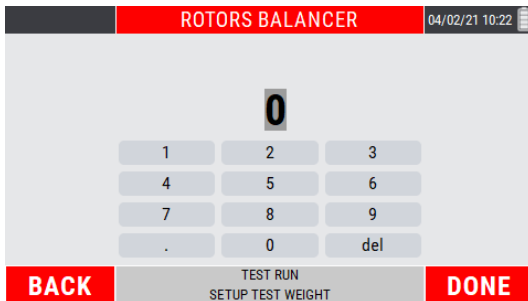 ROTORS BALANCER 04/02/21 10:22
0
1 2 3
4 5 6
7 8 9
. 0 del
BACK TEST RUN DONE
SETUP TEST WEIGHT